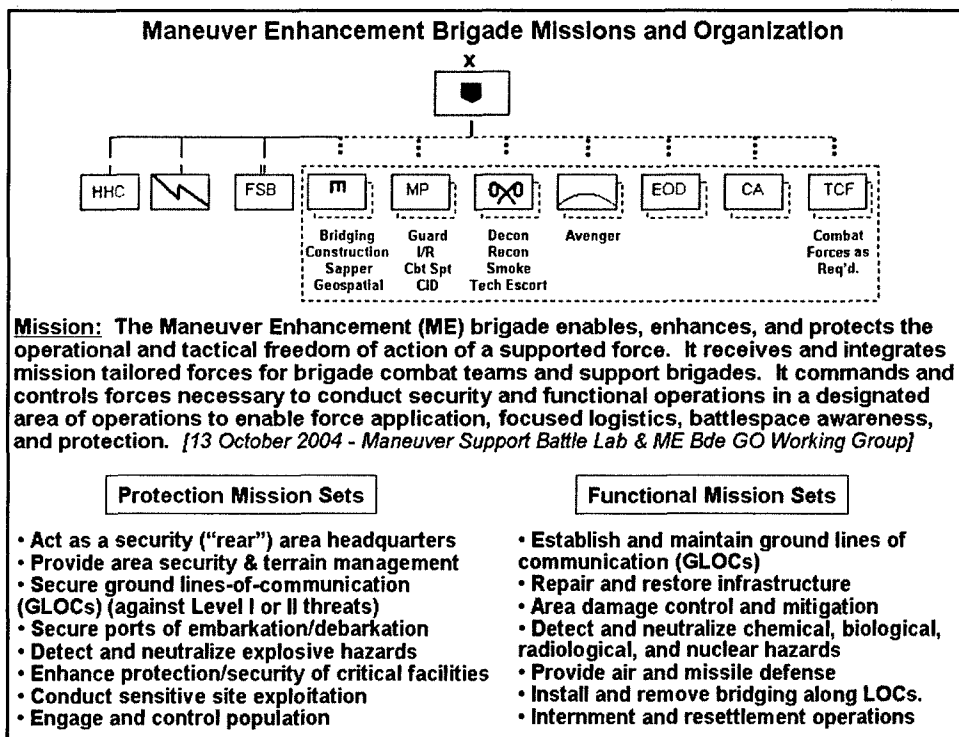 Maneuver Enhancement Brigade Missions and Organization
X
HHC
FSB
E
MP
EOD
CA
TCF
Bridging
Construction
Sapper
Geospatial
Guard
I/R
Cbt Spt
CID
Decon
Recon
Smoke
Tech Escort
Avenger
Combat
Forces as
Req'd.
Mission: The Maneuver Enhancement (ME) brigade enables, enhances, and protects the
operational and tactical freedom of action of a supported force. It receives and integrates
mission tailored forces for brigade combat teams and support brigades. It commands and
controls forces necessary to conduct security and functional operations in a designated
area of operations to enable force application, focused logistics, battlespace awareness,
and protection. [13 October 2004 - Maneuver Support Battle Lab & ME Bde GO Working Group]
Protection Mission Sets
• Act as a security ("rear") area headquarters
• Provide area security & terrain management
• Secure ground lines-of-communication
(GLOCs) (against Level I or II threats)
• Secure ports of embarkation/debarkation
• Detect and neutralize explosive hazards
• Enhance protection/security of critical facilities
• Conduct sensitive site exploitation
• Engage and control population
Functional Mission Sets
• Establish and maintain ground lines of
communication (GLOCs)
• Repair and restore infrastructure
• Area damage control and mitigation
• Detect and neutralize chemical, biological,
radiological, and nuclear hazards
• Provide air and missile defense
• Install and remove bridging along LOCs.
• Internment and resettlement operations